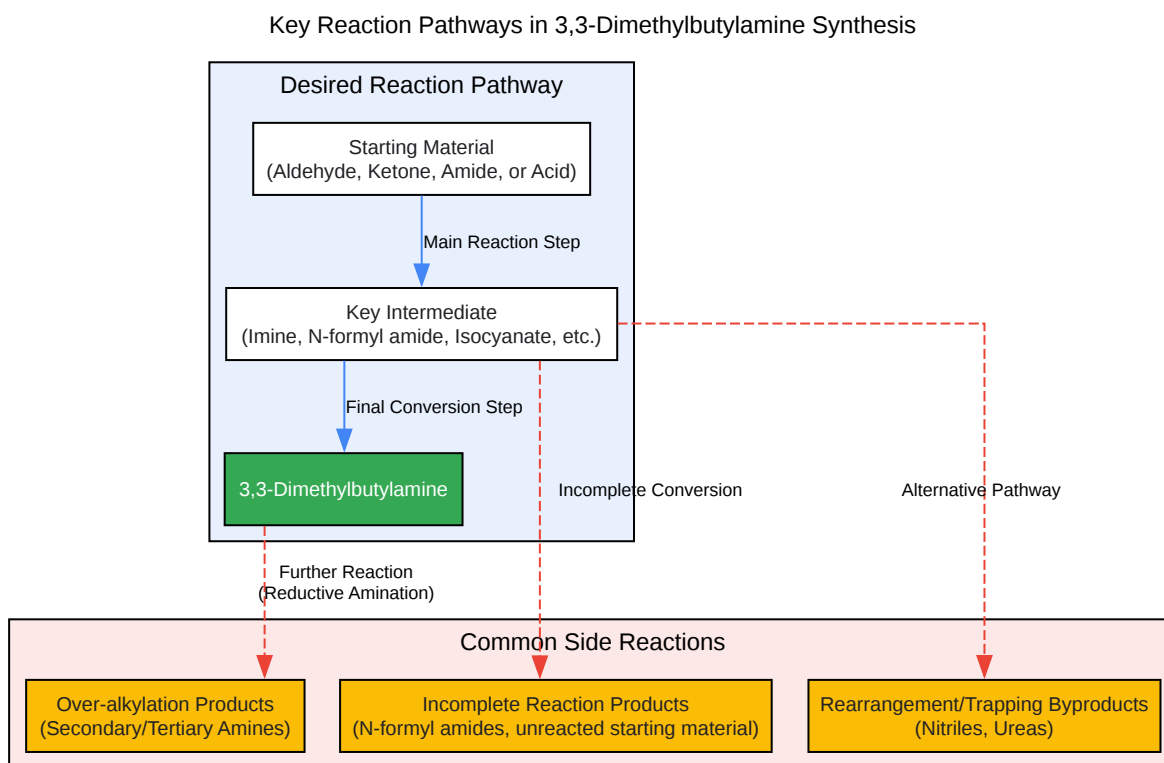 Key Reaction Pathways in 3,3-Dimethylbutylamine Synthesis
Desired Reaction Pathway
Starting Material
(Aldehyde, Ketone, Amide, or Acid)
Main Reaction Step
Key Intermediate
(Imine, N-formyl amide, Isocyanate, etc.)
Final Conversion Step
3,3-Dimethylbutylamine
Incomplete Conversion
Alternative Pathway
Further Reaction
(Reductive Amination)
Common Side Reactions
Over-alkylation Products
(Secondary/Tertiary Amines)
Incomplete Reaction Products
(N-formyl amides, unreacted starting material)
Rearrangement/Trapping Byproducts
(Nitriles, Ureas)